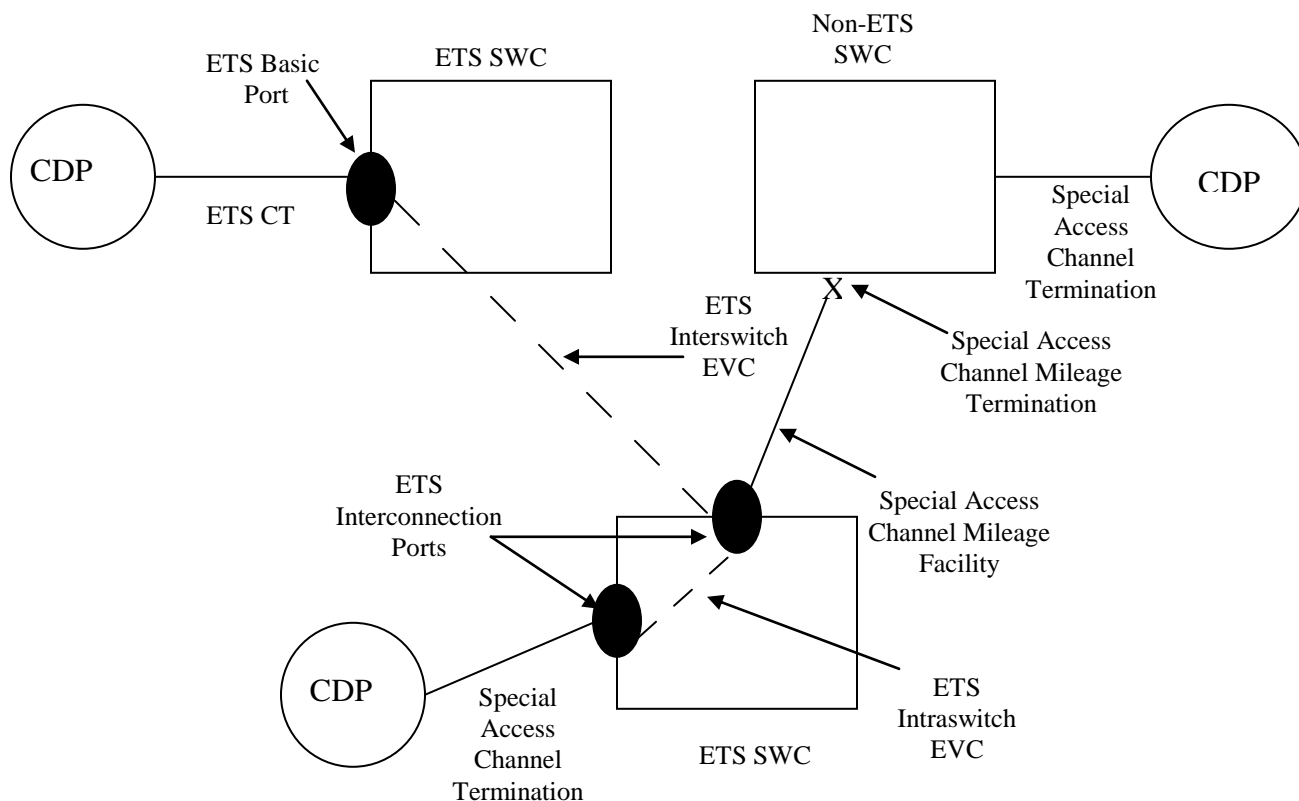 Non-ETS
SWC
ETS SWC
ETS Basic
Port
CDP
CDP
ETS CT
Special
Access
Channel
Termination
X
ETS
Interswitch
EVC
Special Access
Channel Mileage
Termination
ETS
Interconnection
Ports
Special Access
Channel Mileage
Facility
CDP
Special
Access
Channel
Termination
ETS
Intraswitch
EVC
ETS SWC